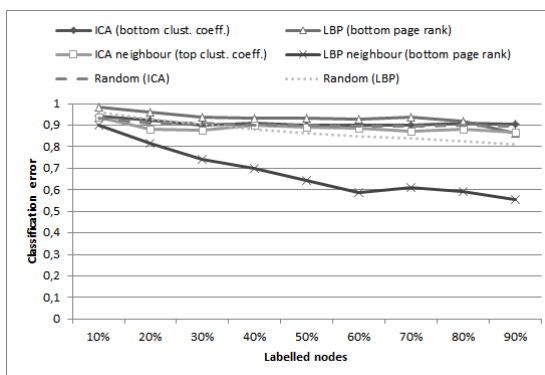 ICA (bottom clust. coeff.) LBP (bottom page rank)
ICA neighbour (top clust. coeff.) LBP neighbour (bottom page rank)
Random (ICA) Random (LBP)
1
0,9
0,8
0,7
0,6
0,5
0,4
0,3
0,2
0,1
0
Classification error
10% 20% 30% 40% 50% 60% 70% 80% 90%
Labelled nodes